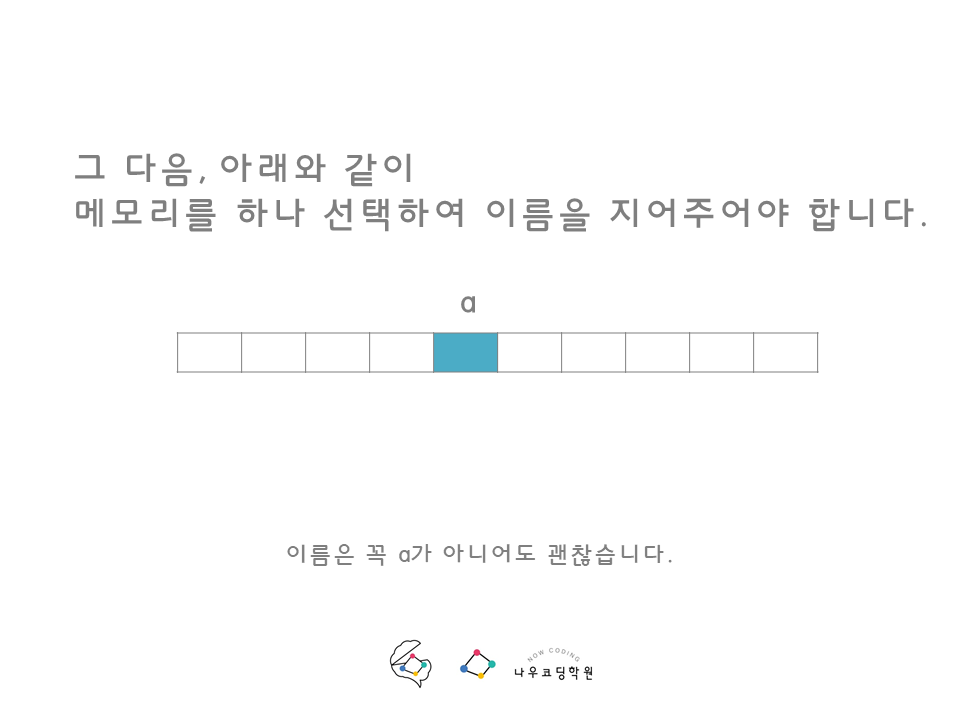 그 다음, 아래와 같이
메모리를 하나 선택하여 이름을 지어주어야 합니다.
a
이름은 꼭 a가 아니어도 괜찮습니다.
NOW CODING
나우코딩학원